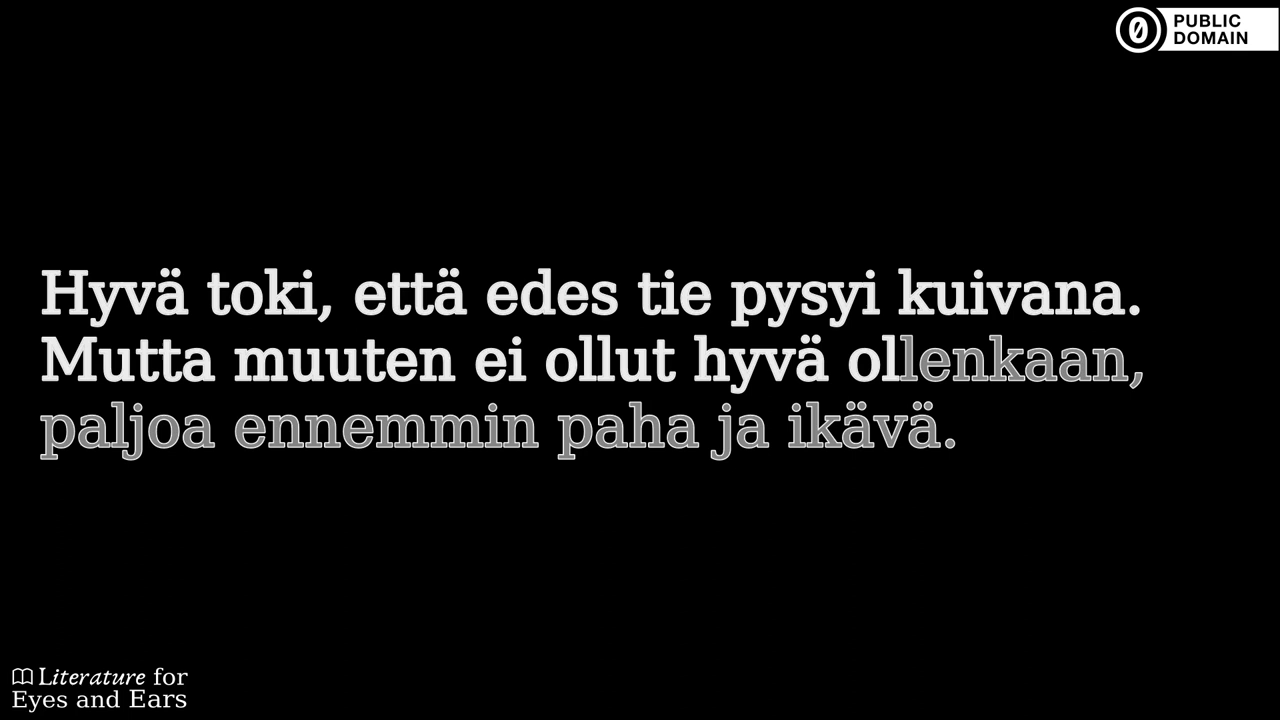 PUBLIC
DOMAIN
Hyvä toki, että edes tie pysyi kuivana.
Mutta muuten ei ollut hyvä ollenkaan,
paljoa ennemmin paha ja ikävä.
Literature for
Eyes and Ears